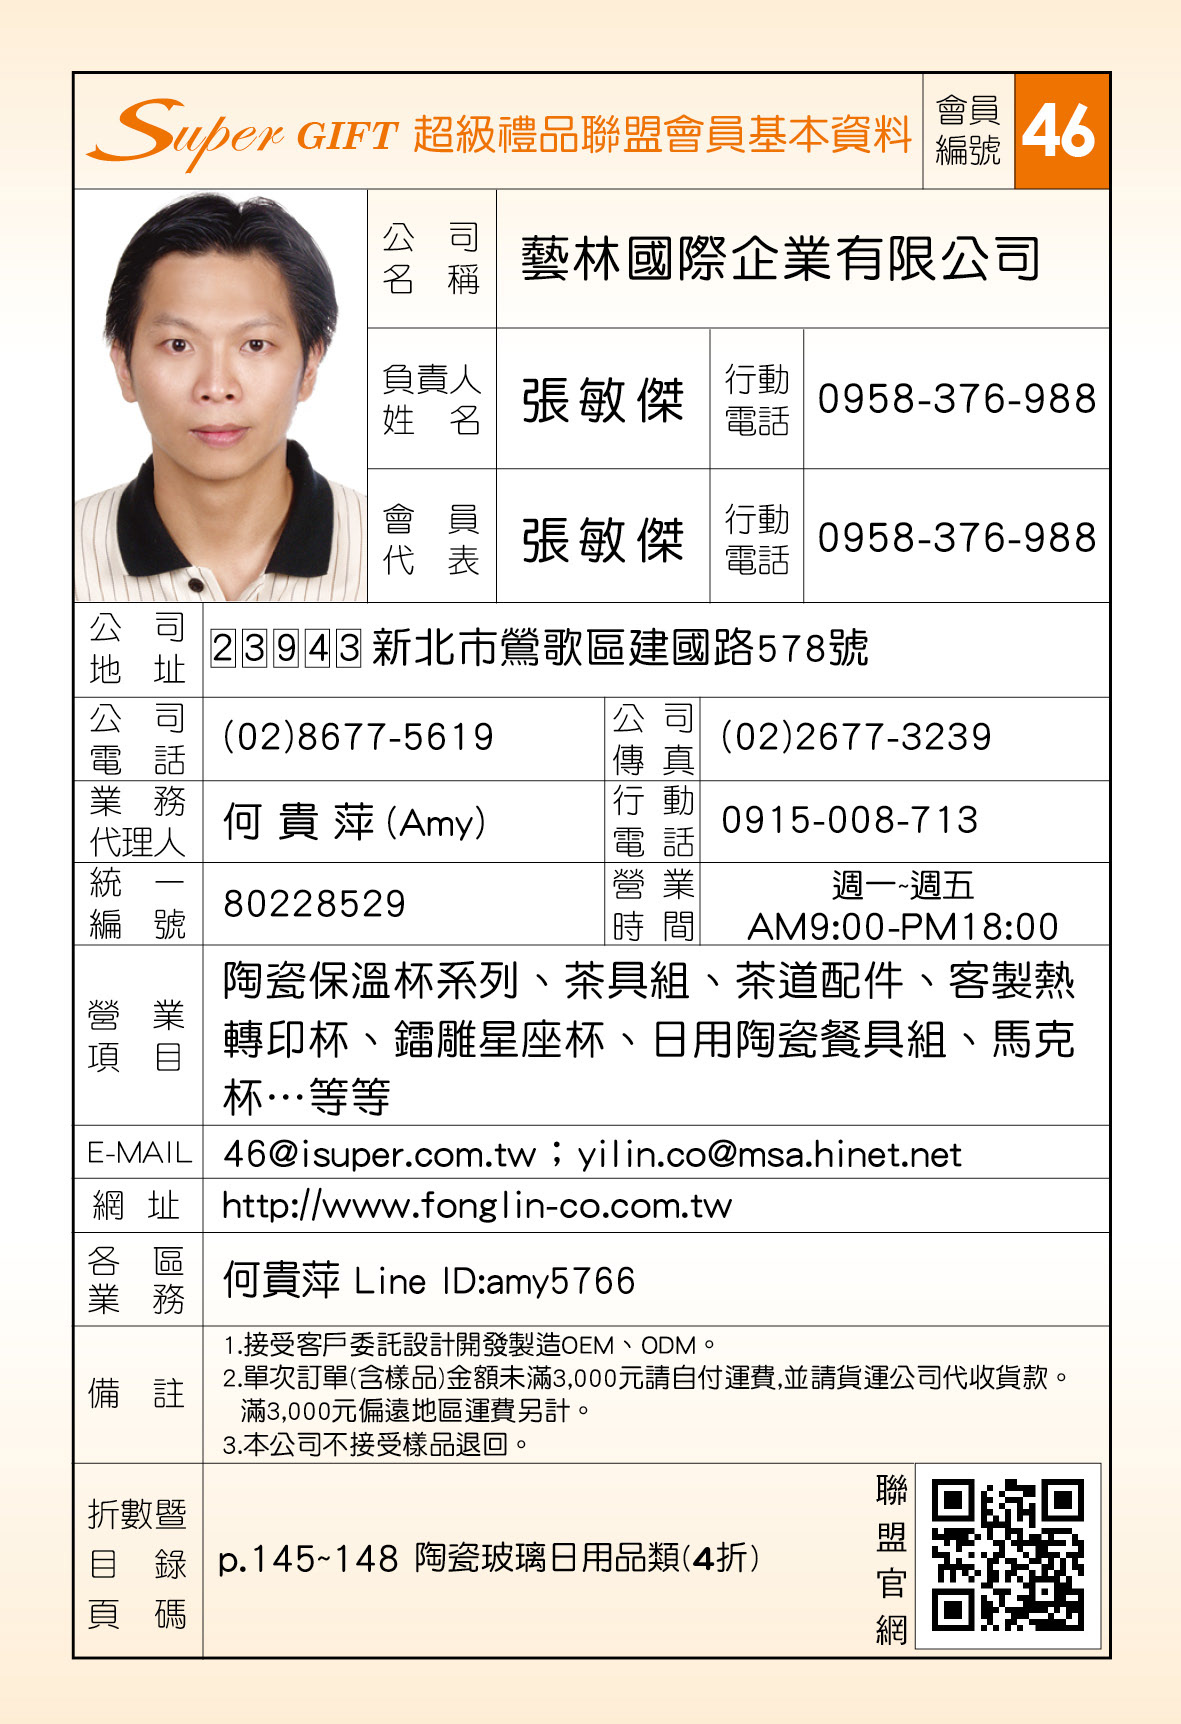 Super GIFT 超級禮品聯盟會員基本資料 會員編號 46
公司名稱 藝林國際企業有限公司
負責人姓名 張敏傑 行動電話 0958-376-988
會員代表 張敏傑 行動電話 0958-376-988
公司地址 23943 新北市鶯歌區建國路578號
公司電話 (02)8677-5619 公司傳真 (02)2677-3239
業務代理人 何貴萍(Amy) 行動電話 0915-008-713
統一編號 80228529 營業時間 週一~週五
AM9:00-PM18:00
營業項目 陶瓷保溫杯系列、茶具組、茶道配件、客製熱
轉印杯、鐳雕星座杯、日用陶瓷餐具組、馬克
杯…等等
E-MAIL 46@isuper.com.tw；yilin.co@msa.hinet.net
網址 http://www.fonglin-co.com.tw
各區業務 何貴萍 Line ID:amy5766
備註 1.接受客戶委託設計開發製造OEM、ODM。
2.單次訂單(含樣品)金額未滿3,000元請自付運費,並請貨運公司代收貨款。
滿3,000元偏遠地區運費另計。
3.本公司不接受樣品退回。
折數暨目錄頁碼 p.145~148 陶瓷玻璃日用品類(4折) 聯盟官網